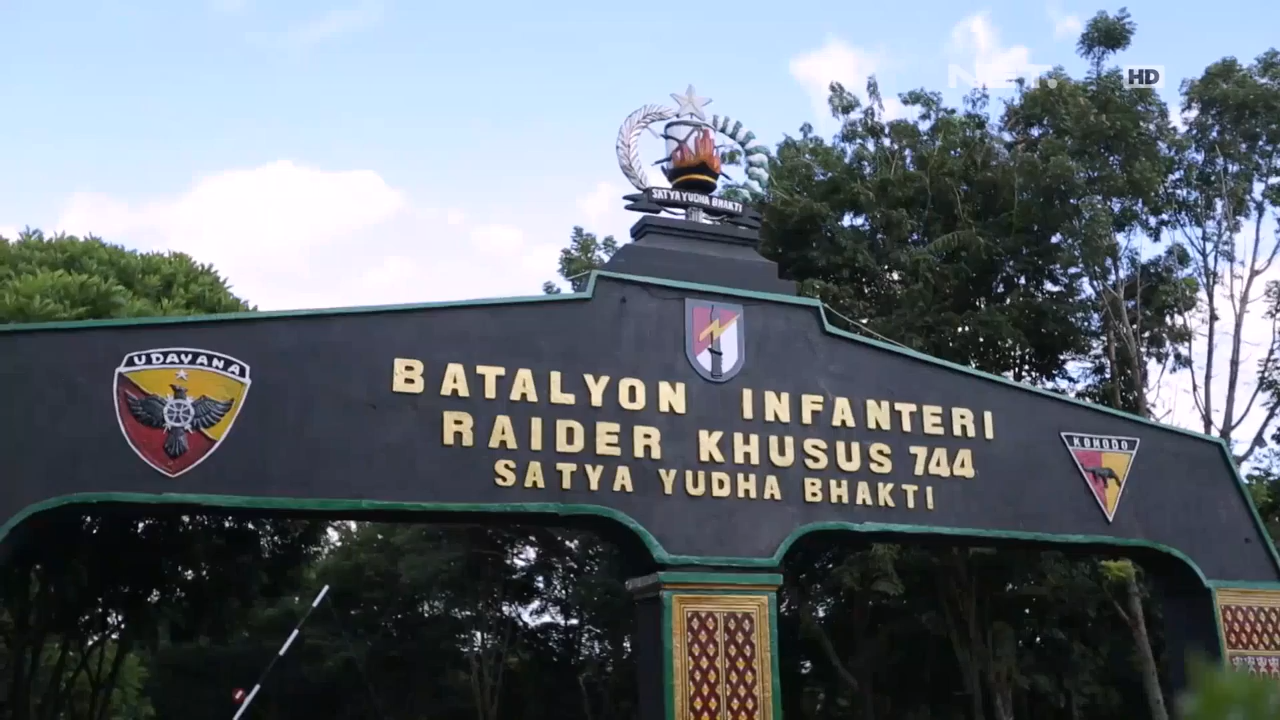 NET.
HD
SATYA YUDHA BHAKTI
UDAYANA
BATALYON INFANTERI
RAIDER KHUSUS 744
SATYA YUDHA BHAKTI
KOMODO